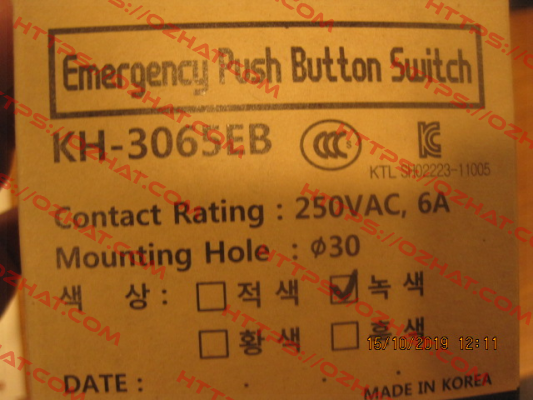 Emergency Push Button Switch
KH-3065EB CCC
KTL SH02223-11005
Contact Rating : 250VAC, 6A
Mounting Hole : ø30
색 상 : 적색 녹색
황색 흑색
15/10/2019 12:11
DATE : . . .
MADE IN KOREA
HTTPS://OZHAT.COM